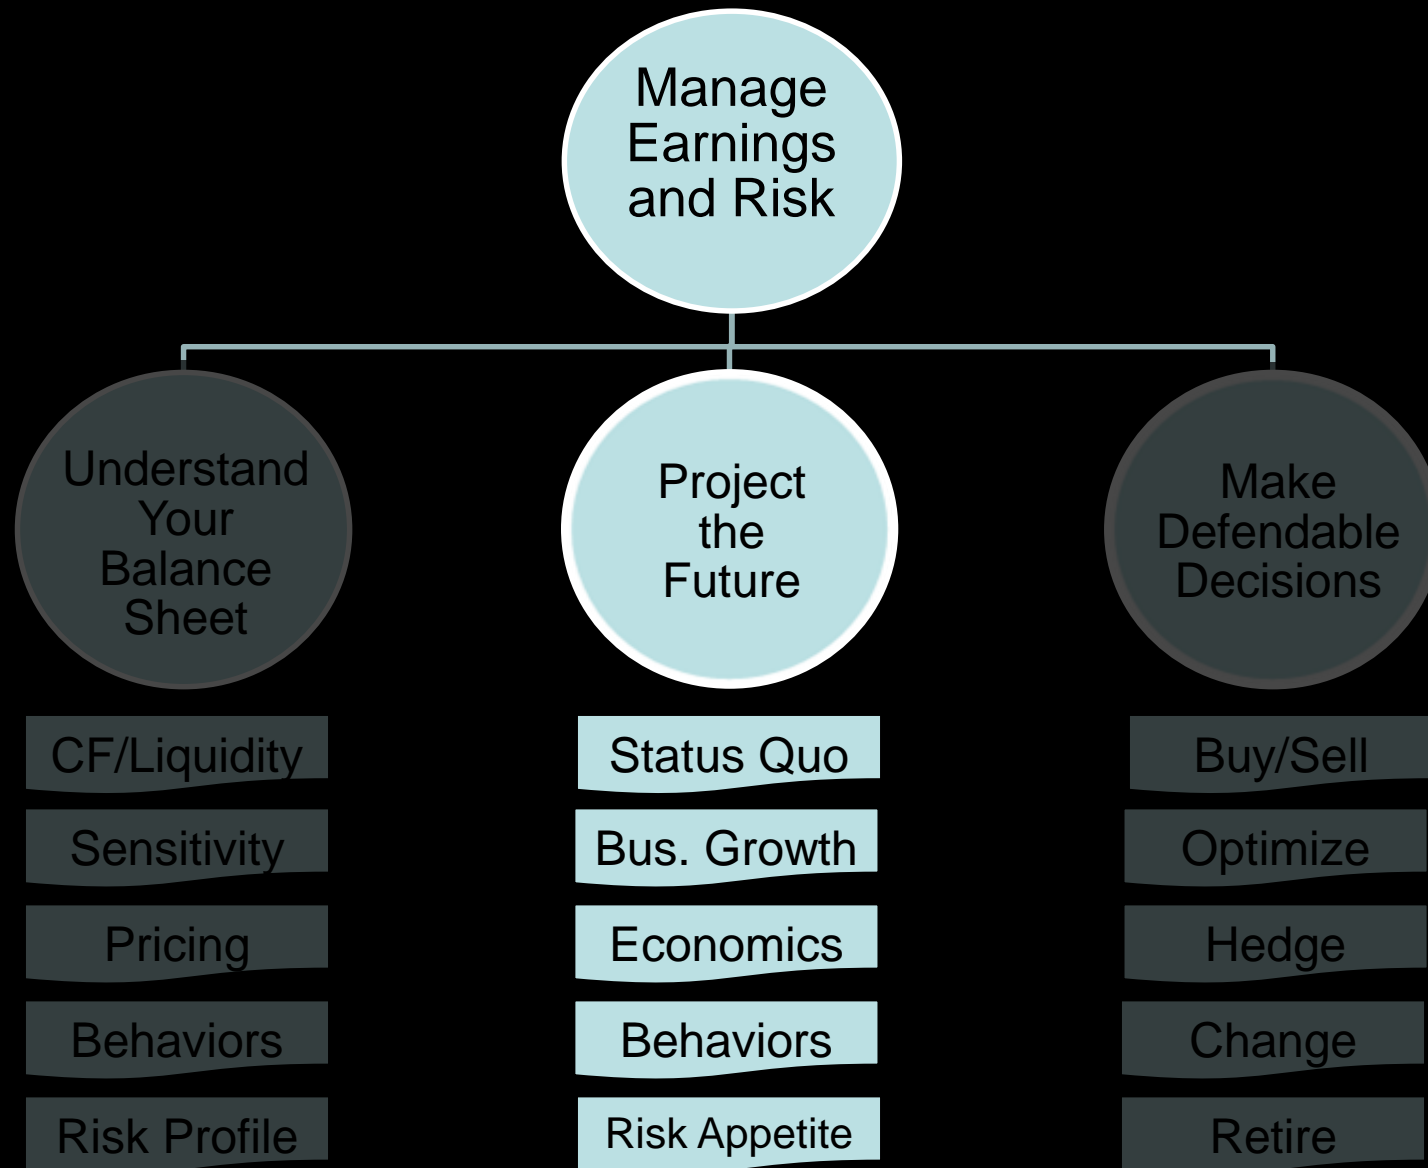 Manage
Earnings
and Risk
Understand
Your
Balance
Sheet
CF/Liquidity
Sensitivity
Pricing
Behaviors
Risk Profile
Project
the
Future
Status Quo
Bus. Growth
Economics
Behaviors
Risk Appetite
Make
Defendable
Decisions
Buy/Sell
Optimize
Hedge
Change
Retire